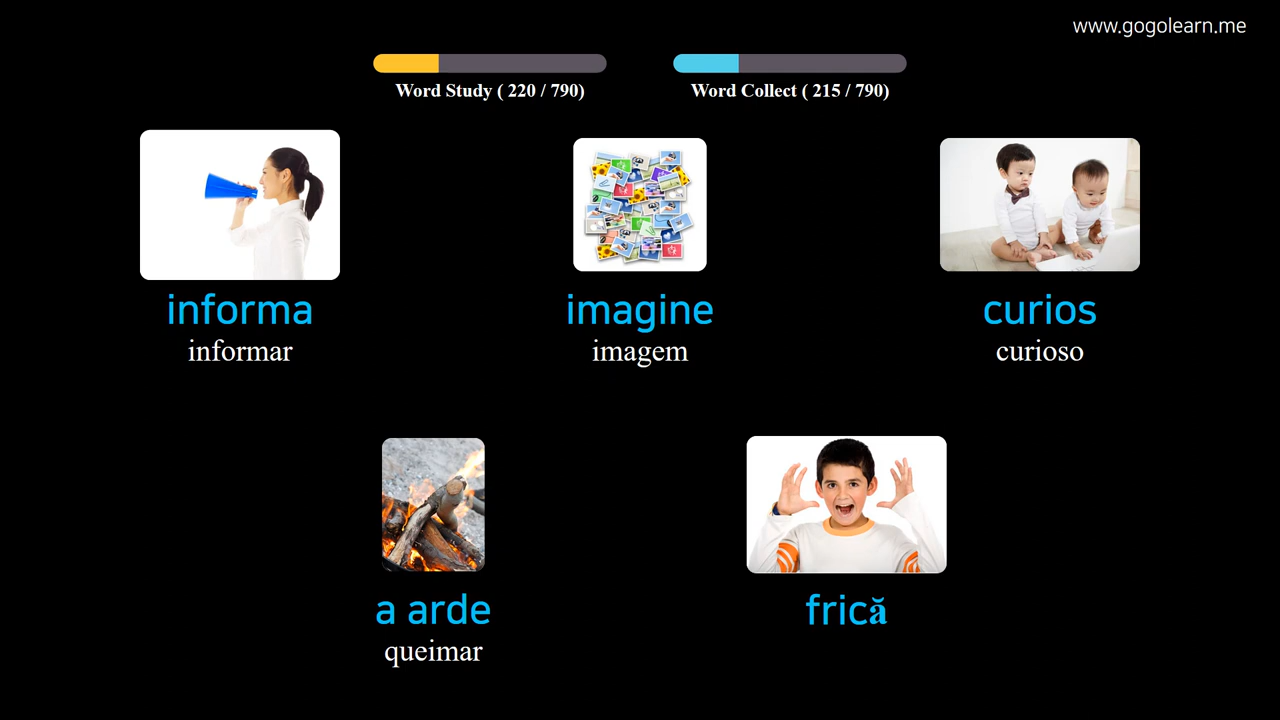 www.gogolearn.me
Word Study ( 220 / 790)
Word Collect ( 215 / 790)
informa
informar
imagine
imagem
curios
curioso
a arde
queimar
frică